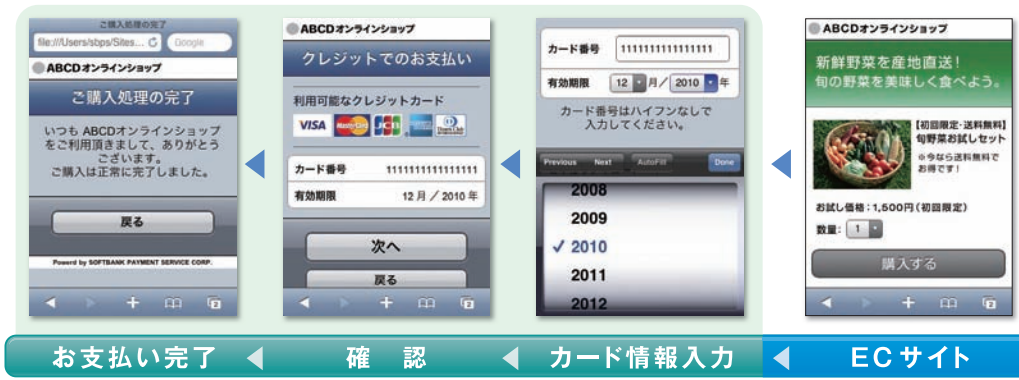 ABCDオンラインショップ
新鮮野菜を産地直送！
旬の野菜を美味しく食べよう。
【初回限定・送料無料】
旬野菜お試しセット
※今なら送料無料で
お得です！
お試し価格：1,500円（初回限定）
数量： 1
購入する
ECサイト
カード番号 1111111111111111
有効期限 12 月／ 2010 年
カード番号はハイフンなしで
入力してください。
Previous Next AutoFill Done
2008
2009
✓ 2010
2011
2012
カード情報入力
ABCDオンラインショップ
クレジットでのお支払い
利用可能なクレジットカード
VISA MasterCard JCB
カード番号 1111111111111111
有効期限 12 月 ／ 2010 年
次へ
戻る
2
確 認
ご購入処理の完了
file:///Users/sbps/Sites... Google
ABCDオンラインショップ
ご購入処理の完了
いつも ABCDオンラインショップ
をご利用頂きまして、ありがとう
ございます。
ご購入は正常に完了しました。
戻る
Powerd by SOFTBANK PAYMENT SERVICE CORP.
2
お支払い完了